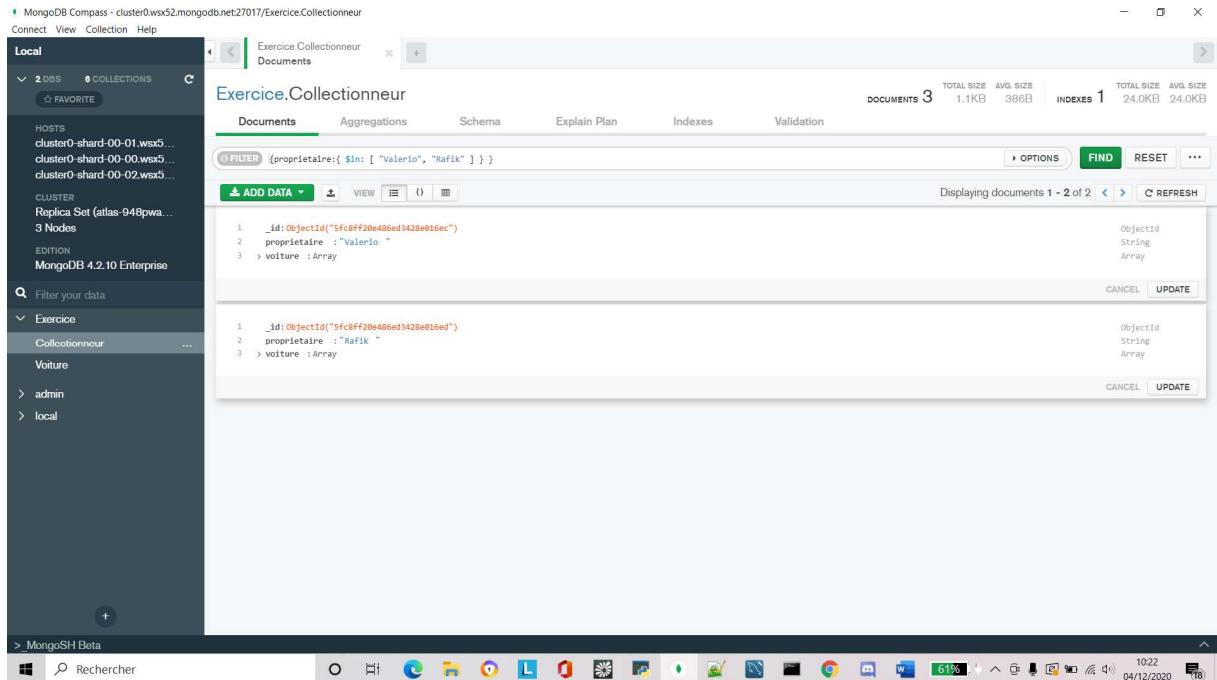 MongoDB Compass - cluster0.wsx52.mongodb.net:27017/Exercice.Collectionneur
Connect View Collection Help
Local
2 DBS 6 COLLECTIONS
FAVORITE
HOSTS
cluster0-shard-00-01.wsx5...
cluster0-shard-00-00.wsx5...
cluster0-shard-00-02.wsx5...
CLUSTER
Replica Set (atlas-948pwa...
3 Nodes
EDITION
MongoDB 4.2.10 Enterprise
Filter your data
Exercice
Collectionneur ...
Voiture
admin
local
Exercice.Collectionneur
Documents
Exercice.Collectionneur
DOCUMENTS 3 TOTAL SIZE 1.1KB AVG. SIZE 386B INDEXES 1 TOTAL SIZE 24.0KB AVG. SIZE 24.0KB
Documents Aggregations Schema Explain Plan Indexes Validation
FILTER {proprietaire:{ $in: [ "Valerio", "Rafik" ] } }
OPTIONS FIND RESET ...
ADD DATA VIEW {} Displaying documents 1 - 2 of 2 < > REFRESH
1 _id:ObjectId("5fc8ff20e486ed3428e016ec") ObjectId
2 proprietaire :"Valerio " String
3 > voiture :Array Array
CANCEL UPDATE
1 _id:ObjectId("5fc8ff20e486ed3428e016ed") ObjectId
2 proprietaire :"Rafik " String
3 > voiture :Array Array
CANCEL UPDATE
>_MongoSH Beta
Rechercher
61%
10:22
04/12/2020
18